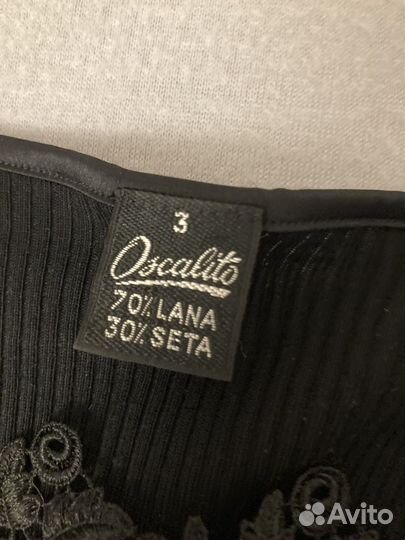 3
Oscalito
70% LANA
30% SETA
Avito